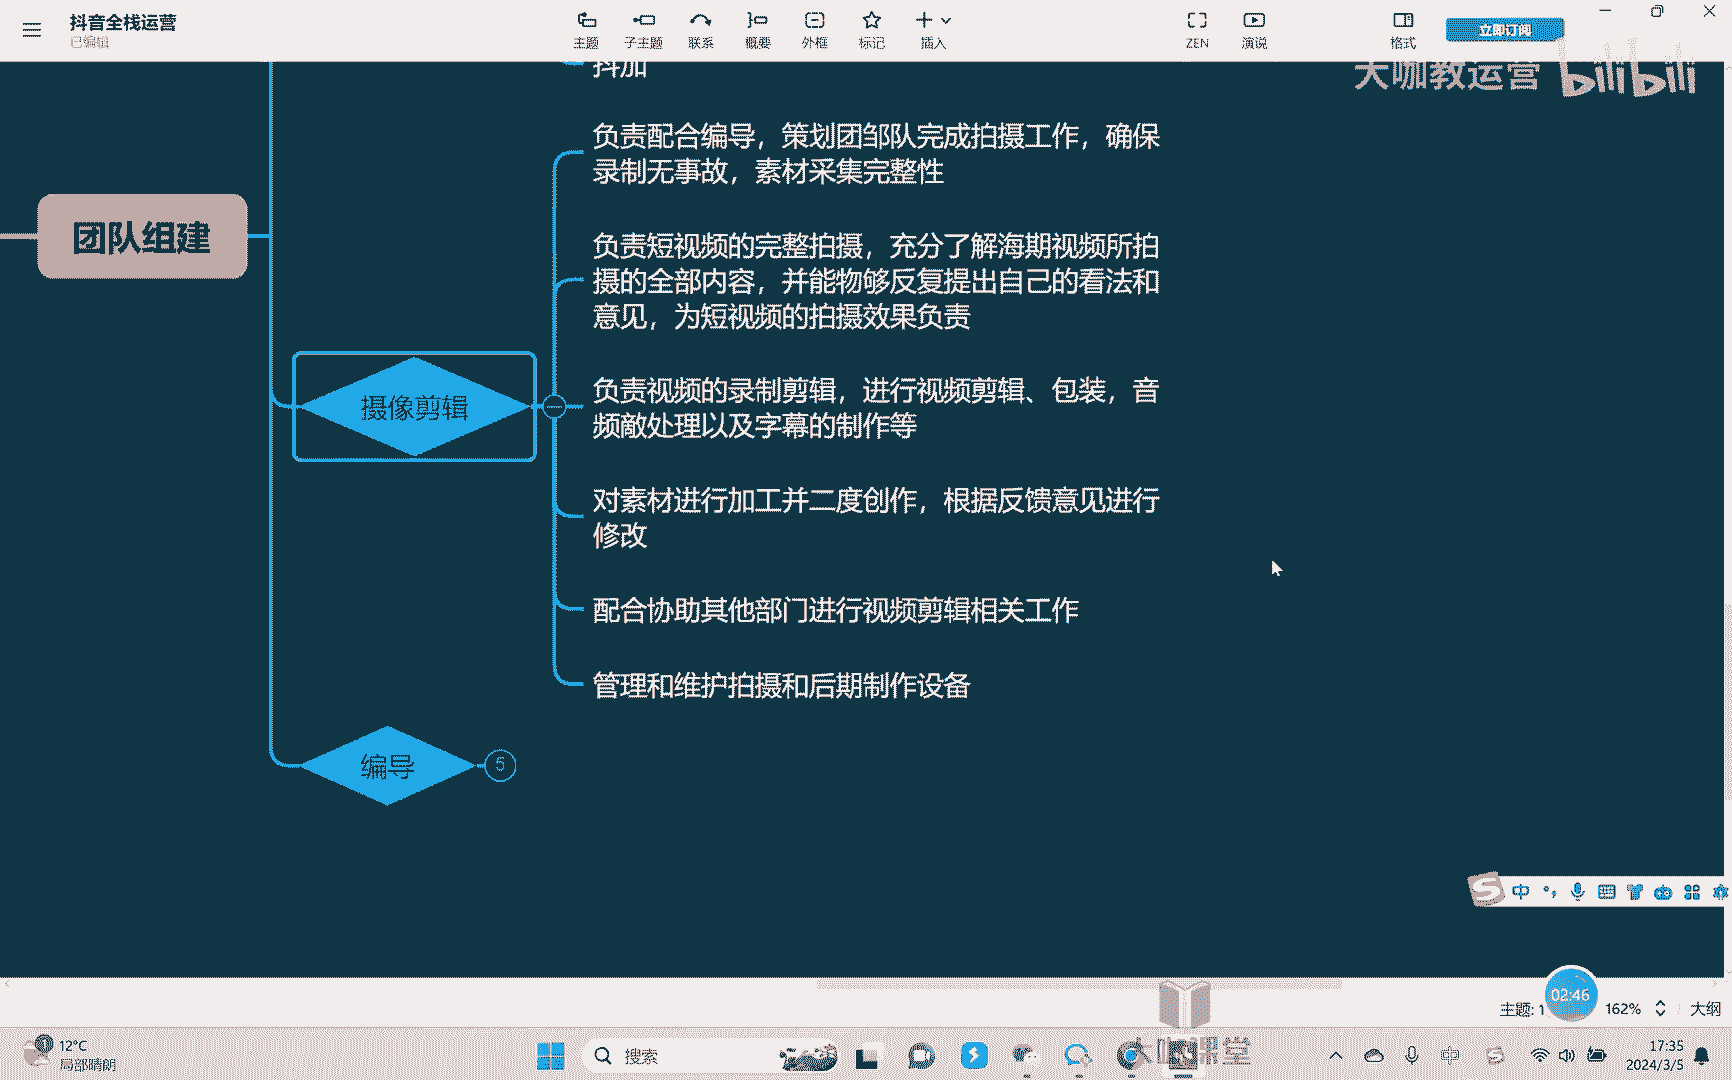 抖音全栈运营
已编辑
主题
子主题
联系
概要
外框
标记
插入
ZEN
演说
格式
立即订阅
大咖教运营 bilibili
抖加
负责配合编导，策划团邹队完成拍摄工作，确保
录制无事故，素材采集完整性
团队组建
负责短视频的完整拍摄，充分了解海期视频所拍
摄的全部内容，并能物够反复提出自己的看法和
意见，为短视频的拍摄效果负责
摄像剪辑
负责视频的录制剪辑，进行视频剪辑、包装，音
频敵处理以及字幕的制作等
对素材进行加工并二度创作，根据反馈意见进行
修改
配合协助其他部门进行视频剪辑相关工作
管理和维护拍摄和后期制作设备
编导
5
中
主题: 1
02:46
162%
大纲
1
12°C
局部晴朗
搜索
课堂
中
17:35
2024/3/5